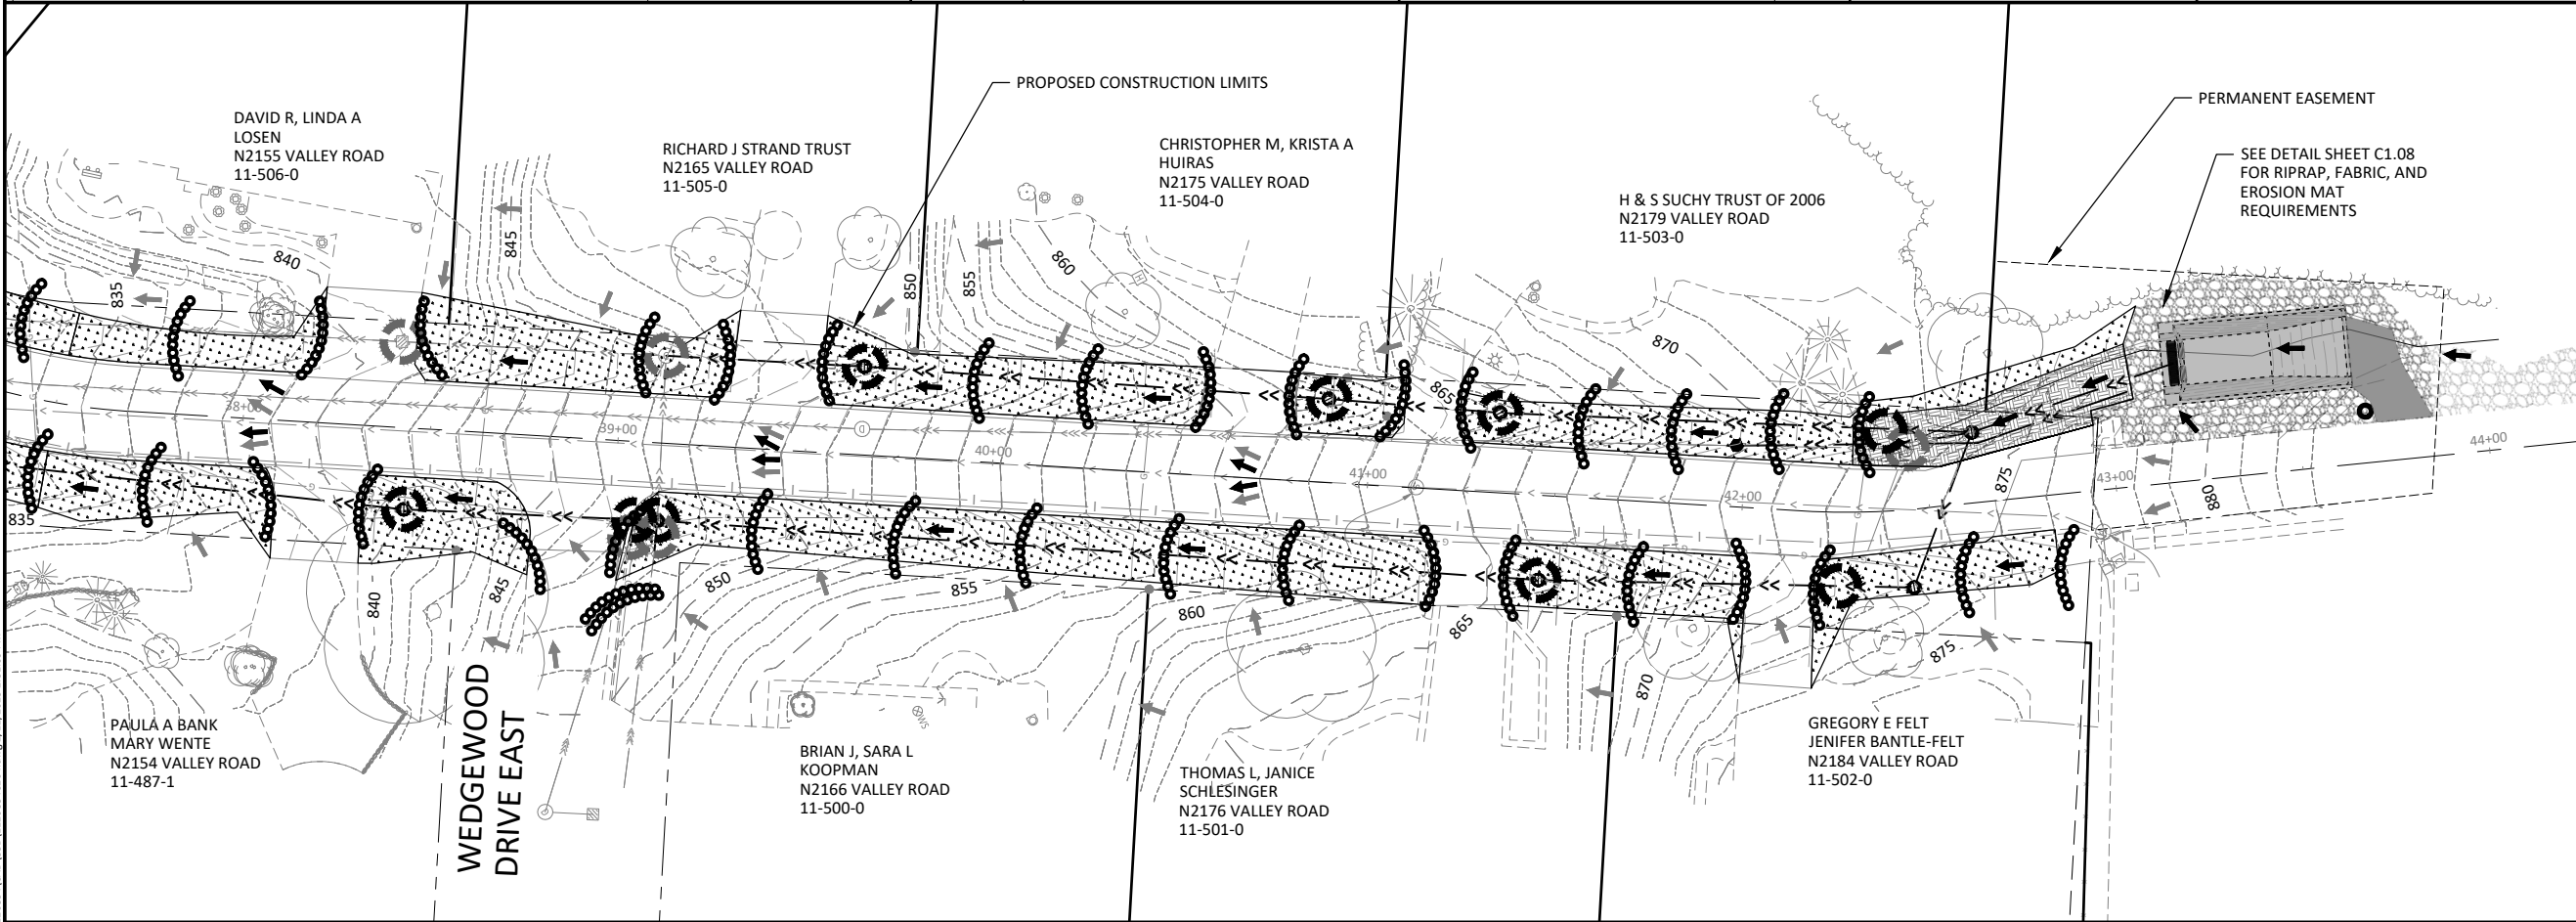 PROPOSED CONSTRUCTION LIMITS
PERMANENT EASEMENT
DAVID R, LINDA A
LOSEN
N2155 VALLEY ROAD
11-506-0
RICHARD J STRAND TRUST
N2165 VALLEY ROAD
11-505-0
CHRISTOPHER M, KRISTA A
HUIRAS
N2175 VALLEY ROAD
11-504-0
H & S SUCHY TRUST OF 2006
N2179 VALLEY ROAD
11-503-0
SEE DETAIL SHEET C1.08
FOR RIPRAP, FABRIC, AND
EROSION MAT
REQUIREMENTS
835
840
845
850
855
860
865
870
38+00
39+00
40+00
41+00
42+00
43+00
44+00
875
880
835
840
845
850
855
860
865
870
875
WEDGEWOOD
DRIVE EAST
PAULA A BANK
MARY WENTE
N2154 VALLEY ROAD
11-487-1
BRIAN J, SARA L
KOOPMAN
N2166 VALLEY ROAD
11-500-0
WS
THOMAS L, JANICE
SCHLESINGER
N2176 VALLEY ROAD
11-501-0
GREGORY E FELT
JENIFER BANTLE-FELT
N2184 VALLEY ROAD
11-502-0